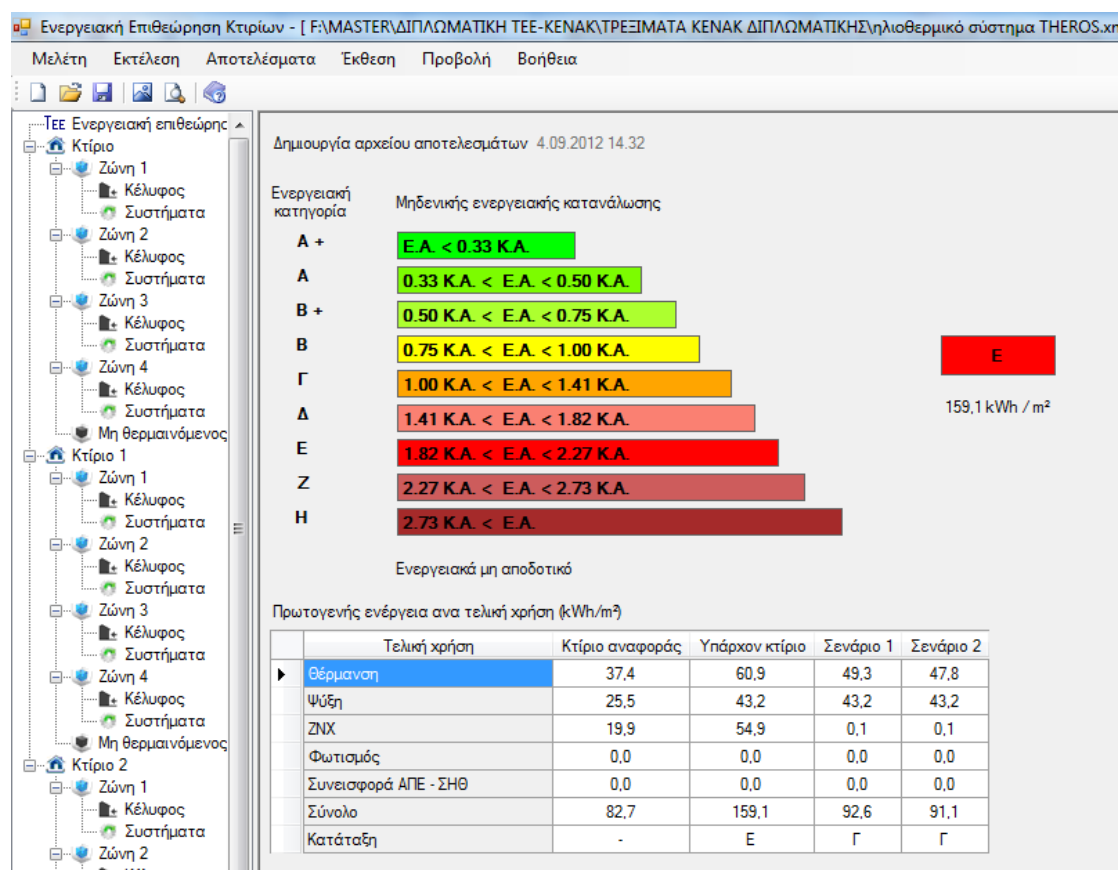 Ενεργειακή Επιθεώρηση Κτιρίων - [ F:\MASTER\ΔΙΠΛΩΜΑΤΙΚΗ ΤΕΕ-ΚΕΝΑΚ\ΤΡΕΞΙΜΑΤΑ ΚΕΝΑΚ ΔΙΠΛΩΜΑΤΙΚΗΣ\ηλιοθερμικό σύστημα THEROS.xm
Μελέτη Εκτέλεση Αποτελέσματα Έκθεση Προβολή Βοήθεια
ΤΕΕ Ενεργειακή επιθεώρησ
Κτίριο
Ζώνη 1
Κέλυφος
Συστήματα
Ζώνη 2
Κέλυφος
Συστήματα
Ζώνη 3
Κέλυφος
Συστήματα
Ζώνη 4
Κέλυφος
Συστήματα
Μη θερμαινόμενος
Κτίριο 1
Ζώνη 1
Κέλυφος
Συστήματα
Ζώνη 2
Κέλυφος
Συστήματα
Ζώνη 3
Κέλυφος
Συστήματα
Ζώνη 4
Κέλυφος
Συστήματα
Μη θερμαινόμενος
Κτίριο 2
Ζώνη 1
Κέλυφος
Συστήματα
Ζώνη 2
Δημιουργία αρχείου αποτελεσμάτων 4.09.2012 14.32
Ενεργειακή
κατηγορία
Μηδενικής ενεργειακής κατανάλωσης
Α + Ε.Α. < 0.33 Κ.Α.
Α 0.33 Κ.Α. < Ε.Α. < 0.50 Κ.Α.
Β + 0.50 Κ.Α. < Ε.Α. < 0.75 Κ.Α.
Β 0.75 Κ.Α. < Ε.Α. < 1.00 Κ.Α.
Γ 1.00 Κ.Α. < Ε.Α. < 1.41 Κ.Α.
Δ 1.41 Κ.Α. < Ε.Α. < 1.82 Κ.Α.
Ε 1.82 Κ.Α. < Ε.Α. < 2.27 Κ.Α.
Ζ 2.27 Κ.Α. < Ε.Α. < 2.73 Κ.Α.
Η 2.73 Κ.Α. < Ε.Α.
Ε
159,1 kWh / m²
Ενεργειακά μη αποδοτικό
Πρωτογενής ενέργεια ανα τελική χρήση (kWh/m²)
Τελική χρήση Κτίριο αναφοράς Υπάρχον κτίριο Σενάριο 1 Σενάριο 2
Θέρμανση 37,4 60,9 49,3 47,8
Ψύξη 25,5 43,2 43,2 43,2
ΖΝΧ 19,9 54,9 0,1 0,1
Φωτισμός 0,0 0,0 0,0 0,0
Συνεισφορά ΑΠΕ - ΣΗΘ 0,0 0,0 0,0 0,0
Σύνολο 82,7 159,1 92,6 91,1
Κατάταξη - Ε Γ Γ